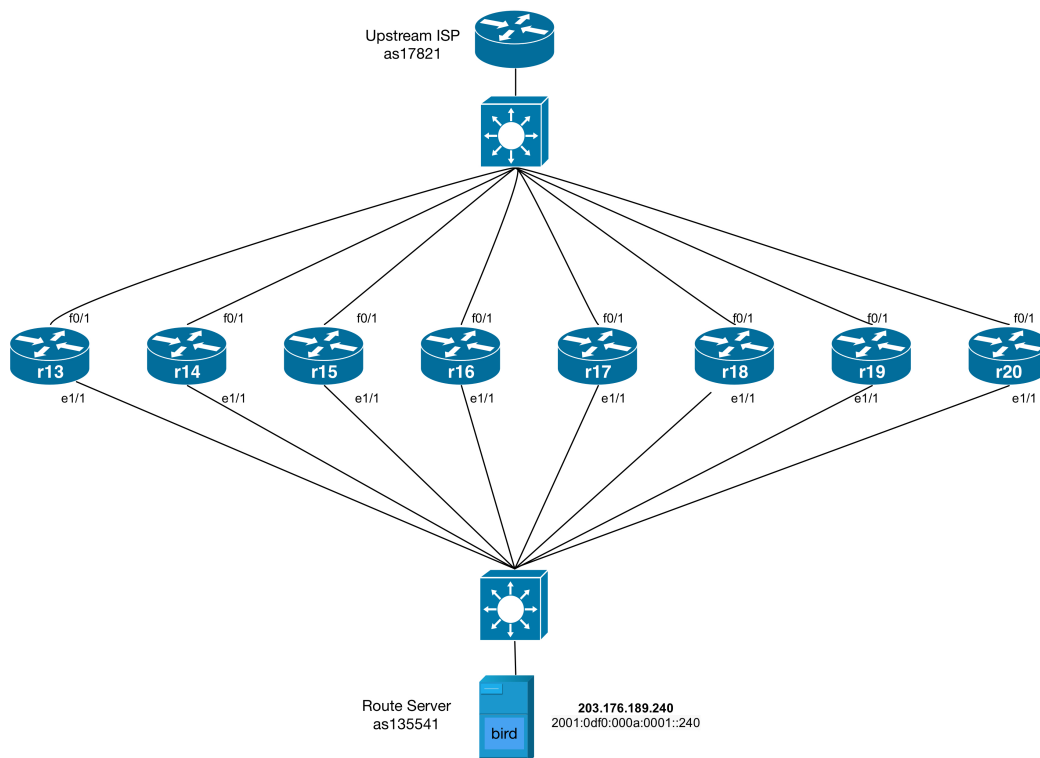 Upstream ISP
as17821
f0/1
f0/1
f0/1
f0/1
f0/1
f0/1
f0/1
f0/1
r13
r14
r15
r16
r17
r18
r19
r20
e1/1
e1/1
e1/1
e1/1
e1/1
e1/1
e1/1
e1/1
Route Server
as135541
bird
203.176.189.240
2001:0df0:000a:0001::240